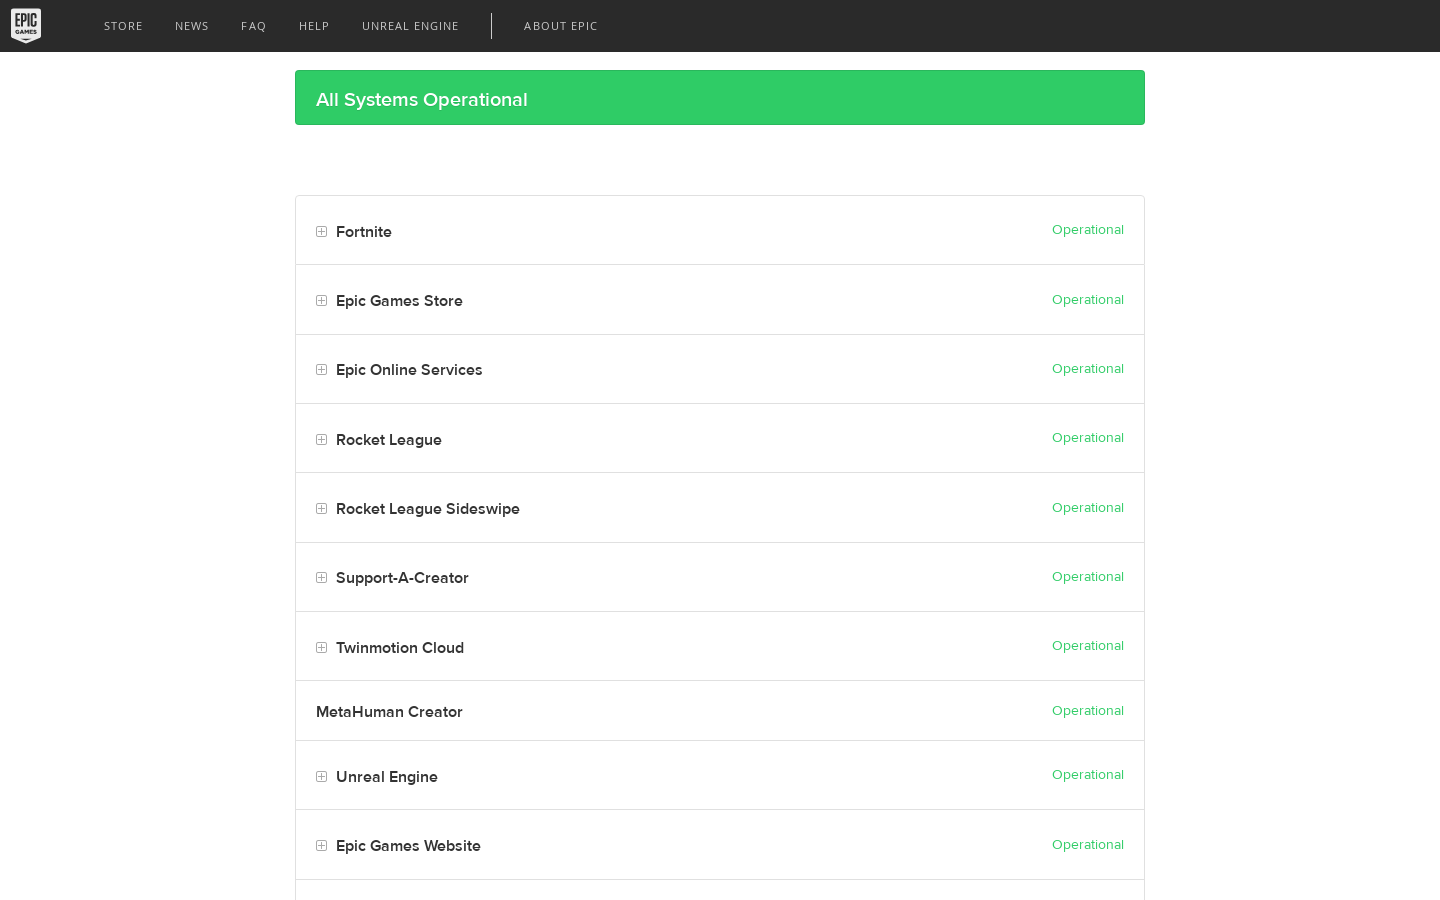 EPIC GAMES
STORE NEWS FAQ HELP UNREAL ENGINE ABOUT EPIC
All Systems Operational
Fortnite Operational
Epic Games Store Operational
Epic Online Services Operational
Rocket League Operational
Rocket League Sideswipe Operational
Support-A-Creator Operational
Twinmotion Cloud Operational
MetaHuman Creator Operational
Unreal Engine Operational
Epic Games Website Operational